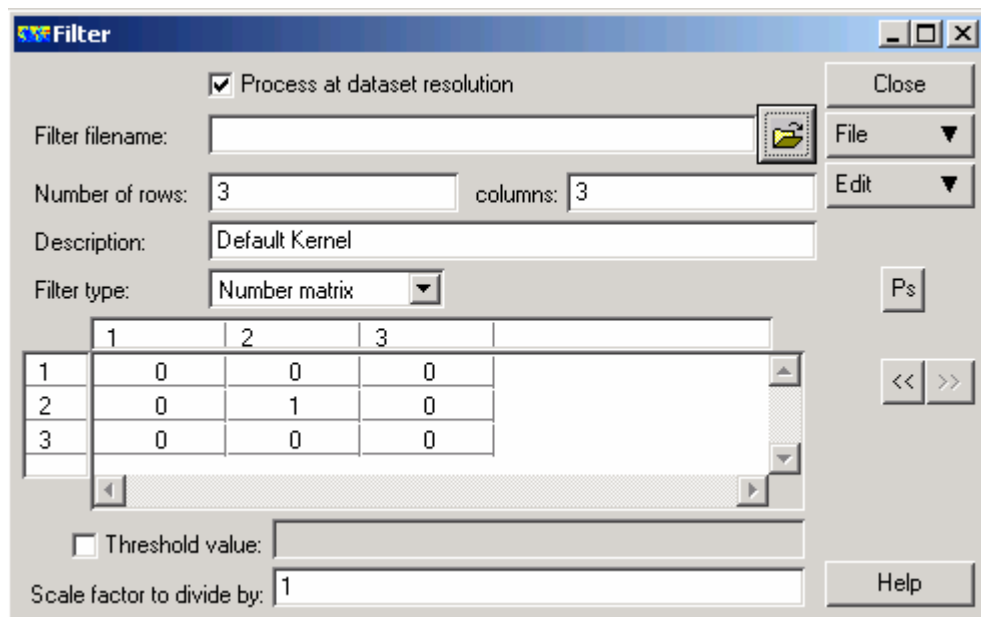 Filter
Process at dataset resolution
Close
Filter filename:
File
Number of rows: 3 columns: 3
Edit
Description: Default Kernel
Filter type: Number matrix
Ps
1 2 3
1 0 0 0
<< >>
2 0 1 0
3 0 0 0
Threshold value:
Scale factor to divide by: 1
Help